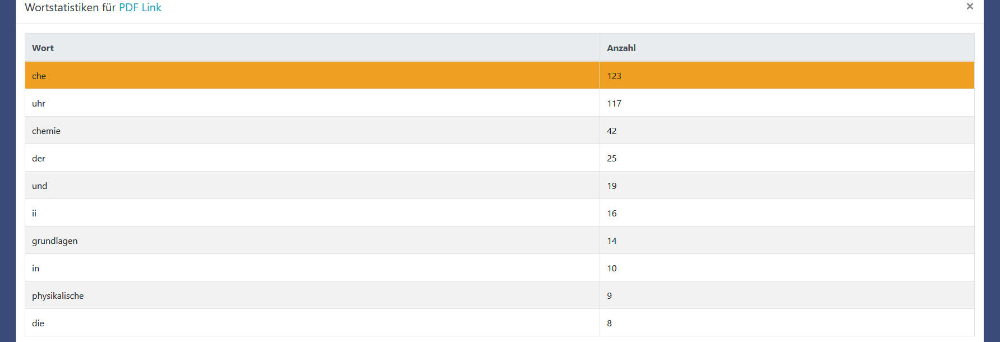 Wortstatistiken für PDF Link ×
Wort Anzahl
che 123
uhr 117
chemie 42
der 25
und 19
ii 16
grundlagen 14
in 10
physikalische 9
die 8